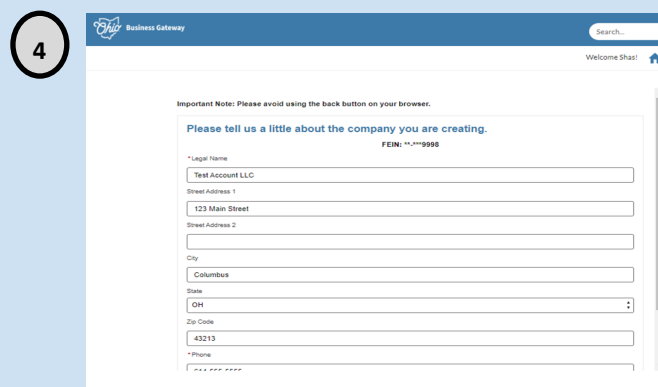 4
Ohio Business Gateway
Search...
Welcome Shas!
Important Note: Please avoid using the back button on your browser.
Please tell us a little about the company you are creating.
FEIN: **-***9998
*Legal Name
Test Account LLC
Street Address 1
123 Main Street
Street Address 2
City
Columbus
State
OH
Zip Code
43213
*Phone